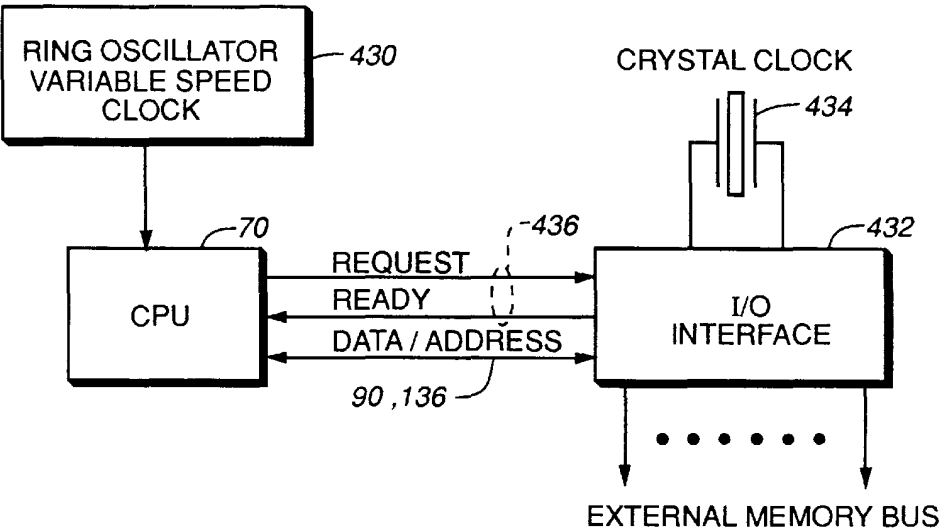 RING OSCILLATOR
VARIABLE SPEED
CLOCK
430
CRYSTAL CLOCK
434
70
CPU
436
REQUEST
READY
DATA / ADDRESS
90 ,136
432
I/O
INTERFACE
EXTERNAL MEMORY BUS